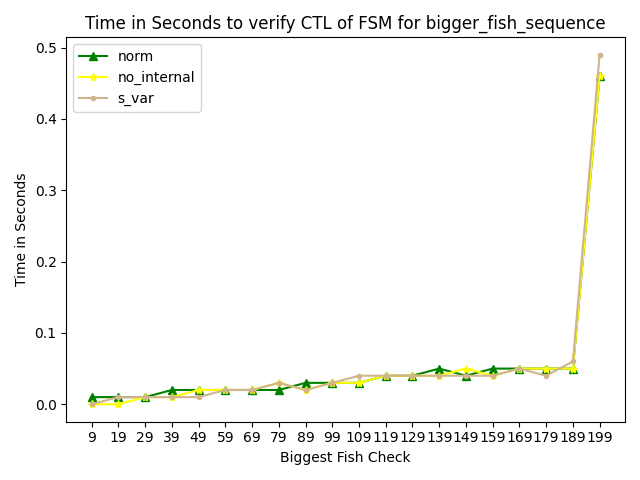 Time in Seconds to verify CTL of FSM for bigger_fish_sequence
norm
no_internal
s_var
Time in Seconds
0.5
0.4
0.3
0.2
0.1
0.0
9 19 29 39 49 59 69 79 89 99 109 119 129 139 149 159 169 179 189 199
Biggest Fish Check